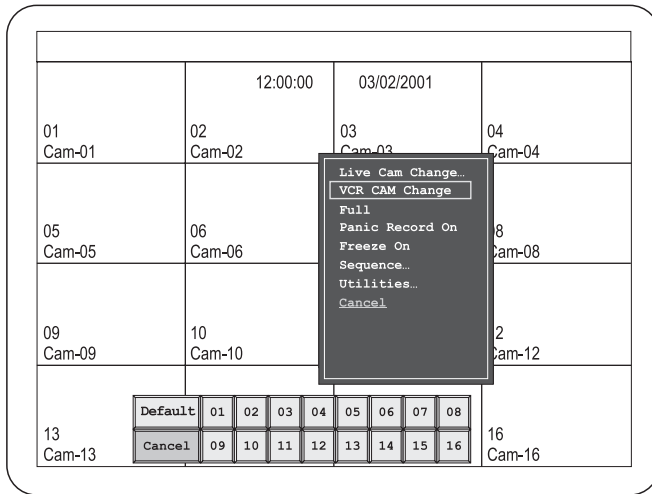 12:00:00 03/02/2001
01 02 03 04
Cam-01 Cam-02 Cam-03 Cam-04
Live Cam Change…
VCR CAM Change
Full
Panic Record On
Freeze On
Sequence…
Utilities…
Cancel
05 06 08
Cam-05 Cam-06 Cam-08
09 10 2
Cam-09 Cam-10 Cam-12
Default 01 02 03 04 05 06 07 08
Cancel 09 10 11 12 13 14 15 16
13 16
Cam-13 Cam-16